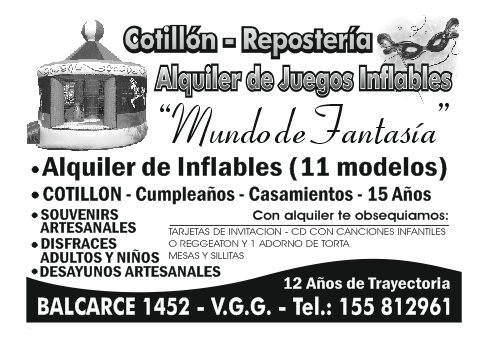 Cotillón - Repostería
Alquiler de Juegos Inflables
"Mundo de Fantasía"
• Alquiler de Inflables (11 modelos)
• COTILLON - Cumpleaños - Casamientos - 15 Años
• SOUVENIRS
ARTESANALES
• DISFRACES
ADULTOS Y NIÑOS
• DESAYUNOS ARTESANALES
Con alquiler te obsequiamos:
TARJETAS DE INVITACION - CD CON CANCIONES INFANTILES
O REGGEATON Y 1 ADORNO DE TORTA
MESAS Y SILLITAS
12 Años de Trayectoria
BALCARCE 1452 - V.G.G. - Tel.: 155 812961